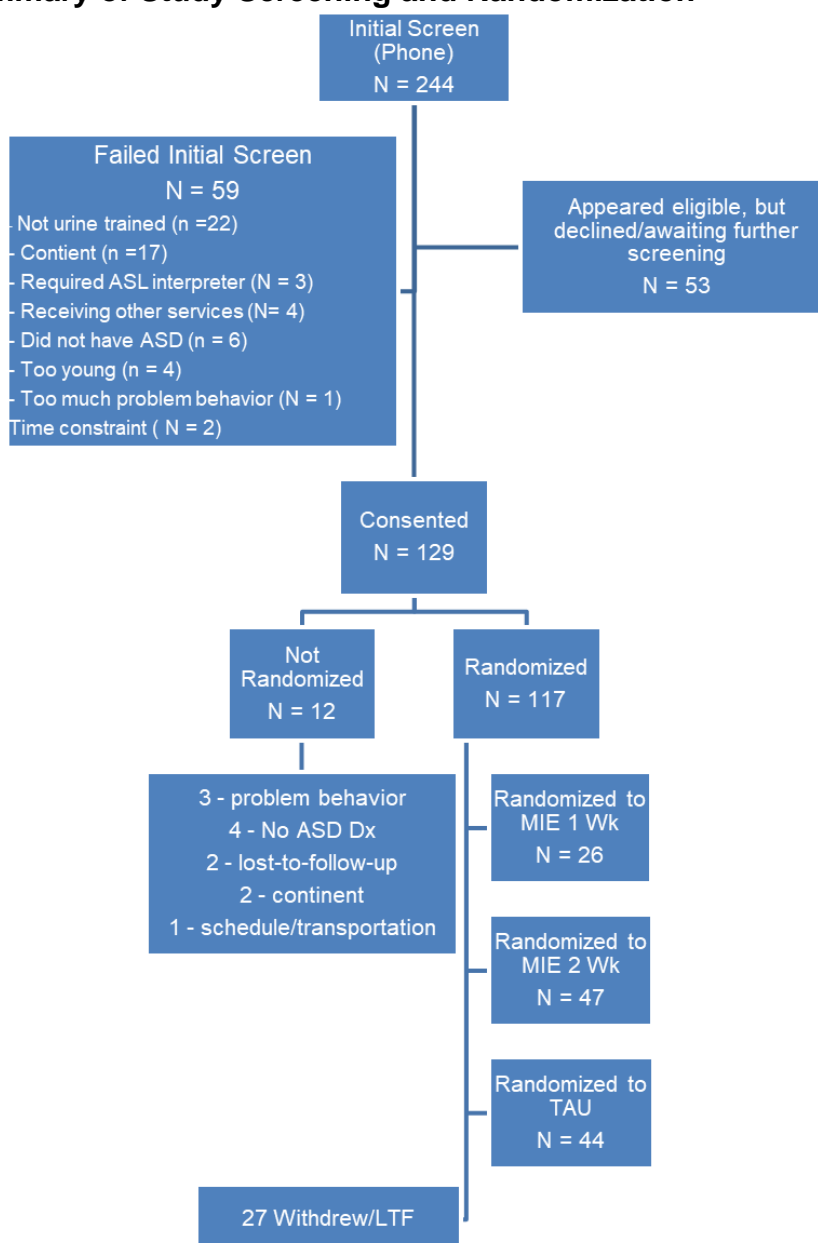 Initial Screen
(Phone)
N = 244
Failed Initial Screen
N = 59
- Not urine trained (n =22)
- Contient (n =17)
- Required ASL interpreter (N = 3)
- Receiving other services (N= 4)
- Did not have ASD (n = 6)
- Too young (n = 4)
- Too much problem behavior (N = 1)
Time constraint ( N = 2)
Appeared eligible, but
declined/awaiting further
screening
N = 53
Consented
N = 129
Not
Randomized
N = 12
Randomized
N = 117
3 - problem behavior
4 - No ASD Dx
2 - lost-to-follow-up
2 - continent
1 - schedule/transportation
Randomized to
MIE 1 Wk
N = 26
Randomized to
MIE 2 Wk
N = 47
Randomized to
TAU
N = 44
27 Withdrew/LTF